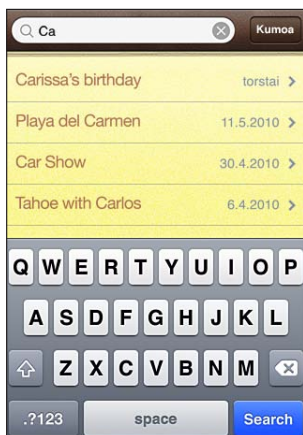 Ca Kumoa
Carissa's birthday torstai
Playa del Carmen 11.5.2010
Car Show 30.4.2010
Tahoe with Carlos 6.4.2010
Q W E R T Y U I O P
A S D F G H J K L
Z X C V B N M
.?123 space Search